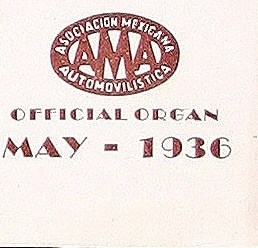 ASOCIACION MEXICANA
AMA
AUTOMOVILISTICA
OFFICIAL ORGAN
MAY - 1936